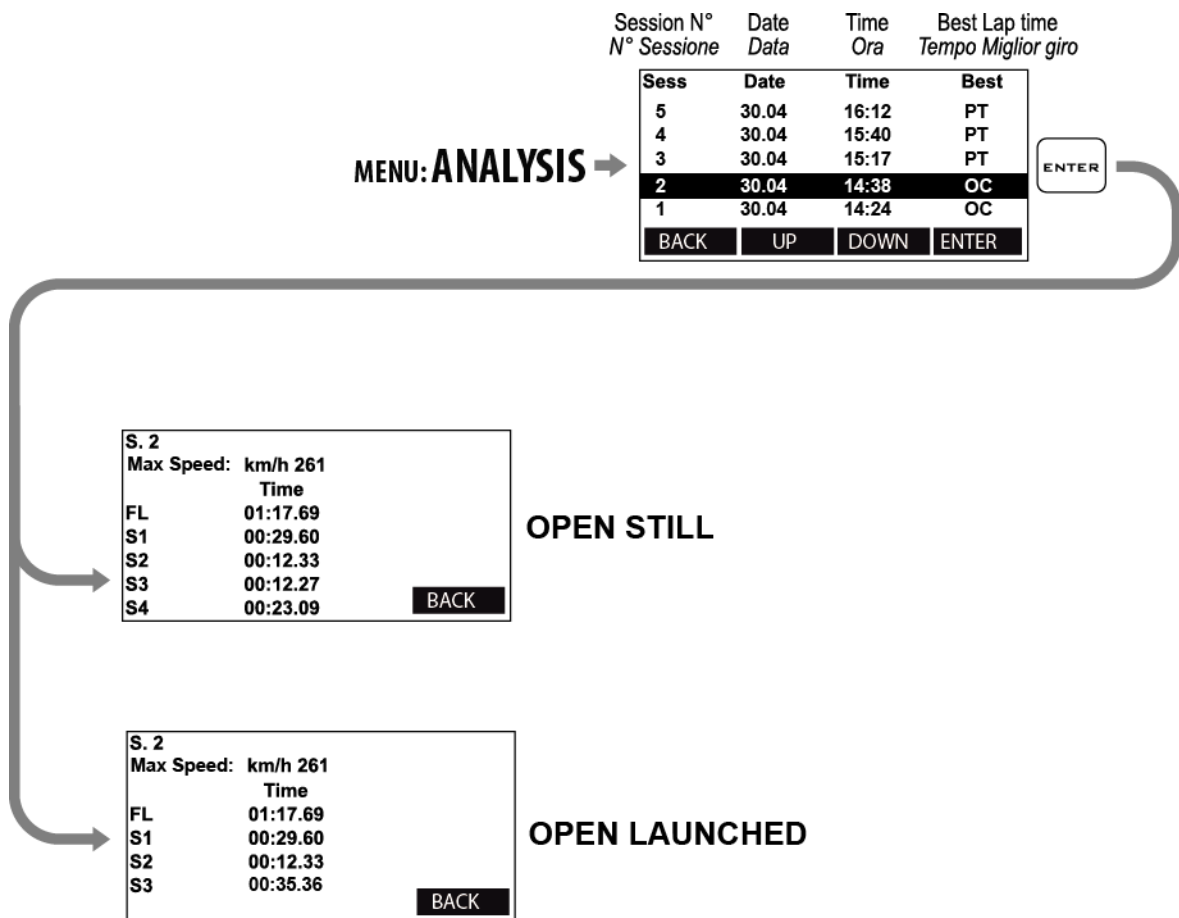 Session N° Date Time Best Lap time
N° Sessione Data Ora Tempo Miglior giro
Sess Date Time Best
5 30.04 16:12 PT
4 30.04 15:40 PT
3 30.04 15:17 PT
2 30.04 14:38 OC
1 30.04 14:24 OC
BACK UP DOWN ENTER
MENU: ANALYSIS
ENTER
S. 2
Max Speed: km/h 261
Time
FL 01:17.69
S1 00:29.60
S2 00:12.33
S3 00:12.27
S4 00:23.09
BACK
OPEN STILL
S. 2
Max Speed: km/h 261
Time
FL 01:17.69
S1 00:29.60
S2 00:12.33
S3 00:35.36
BACK
OPEN LAUNCHED